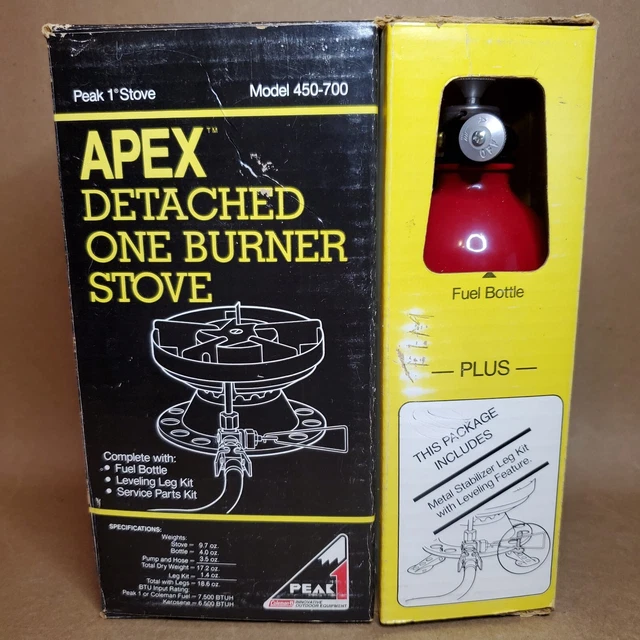 Peak 1® Stove
Model 450-700
APEX™
DETACHED
ONE BURNER
STOVE
Complete with:
• Fuel Bottle
• Leveling Leg Kit
• Service Parts Kit
SPECIFICATIONS:
Weights:
Stove – 9.7 oz.
Bottle – 4.0 oz.
Pump and Hose – 3.5 oz.
Total Dry Weight – 17.2 oz.
Leg Kit – 1.4 oz.
Total with Legs – 18.6 oz.
BTU Input Rating:
Peak 1 or Coleman Fuel – 7,500 BTUH
Kerosene – 6,500 BTUH
PEAK 1
Coleman INNOVATIVE
OUTDOOR EQUIPMENT
OFF
Fuel Bottle
— PLUS —
THIS PACKAGE
INCLUDES
Metal Stabilizer Leg Kit
with Leveling Feature.